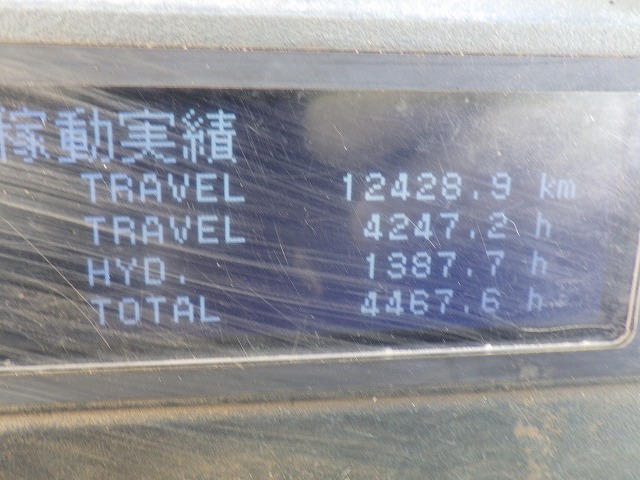 稼動実績
TRAVEL 12428.9 km
TRAVEL 4247.2 h
HYD. 1387.7 h
TOTAL 4467.6 h